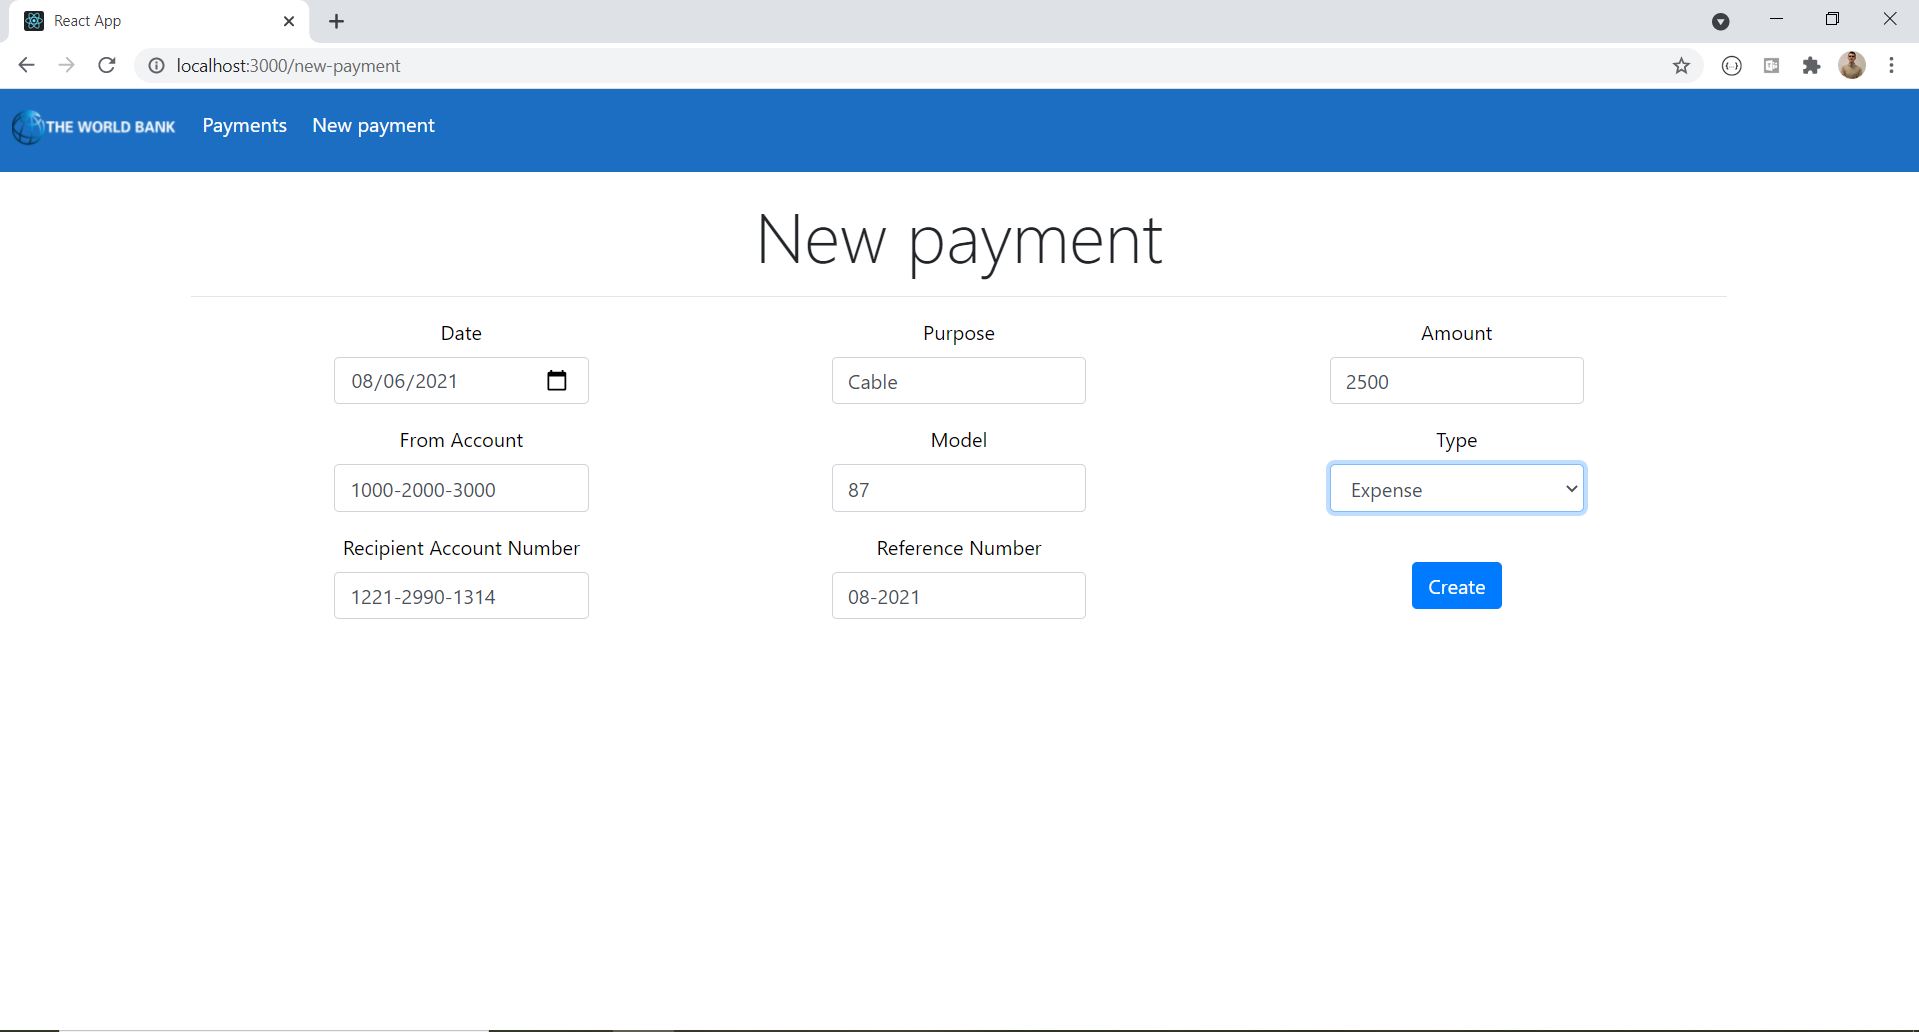 React App
localhost:3000/new-payment
THE WORLD BANK Payments New payment
New payment
Date Purpose Amount
08/06/2021 Cable 2500
From Account Model Type
1000-2000-3000 87 Expense
Recipient Account Number Reference Number
1221-2990-1314 08-2021 Create